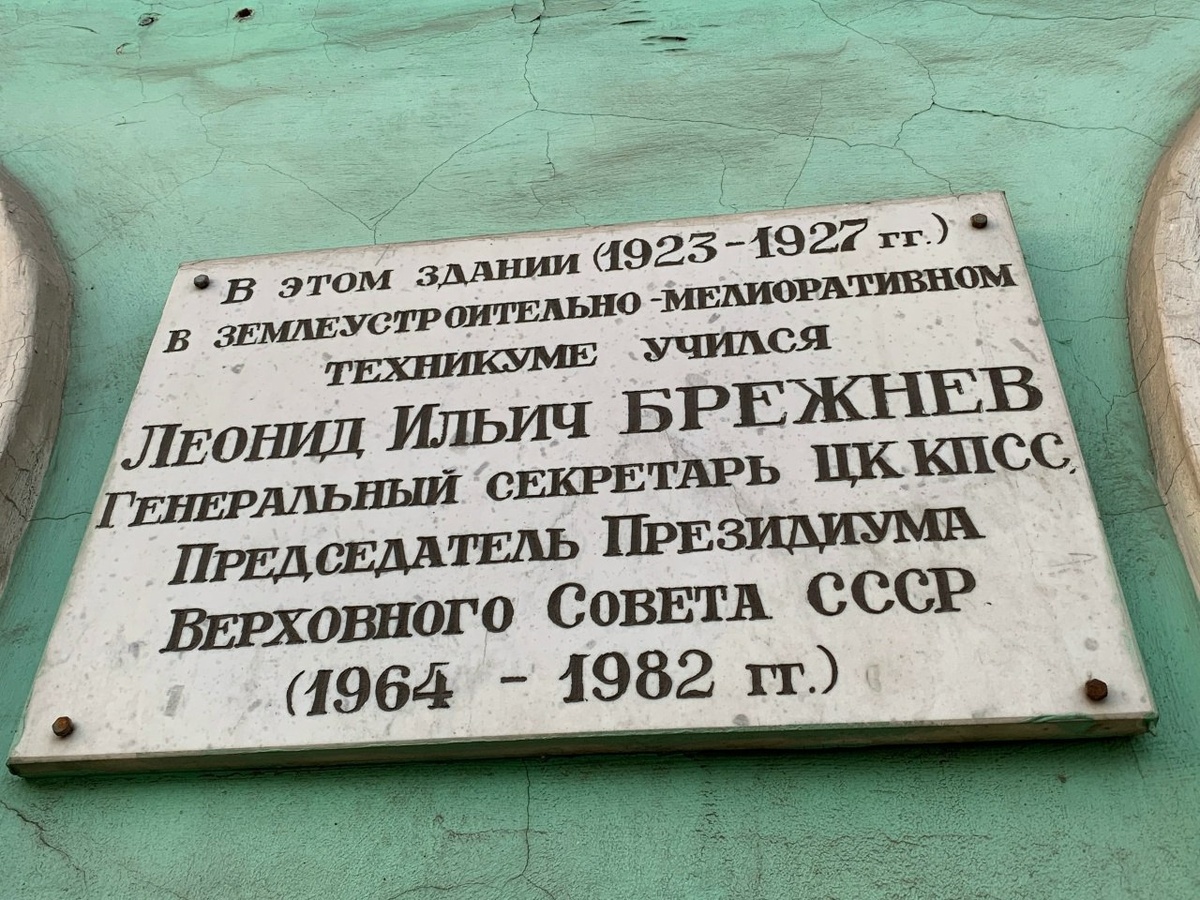 В ЭТОМ ЗДАНИИ (1923-1927 гг.)
В ЗЕМЛЕУСТРОИТЕЛЬНО-МЕЛИОРАТИВНОМ
ТЕХНИКУМЕ УЧИЛСЯ
ЛЕОНИД ИЛЬИЧ БРЕЖНЕВ
ГЕНЕРАЛЬНЫЙ СЕКРЕТАРЬ ЦК КПСС,
ПРЕДСЕДАТЕЛЬ ПРЕЗИДИУМА
ВЕРХОВНОГО СОВЕТА СССР
(1964 - 1982 гг.)